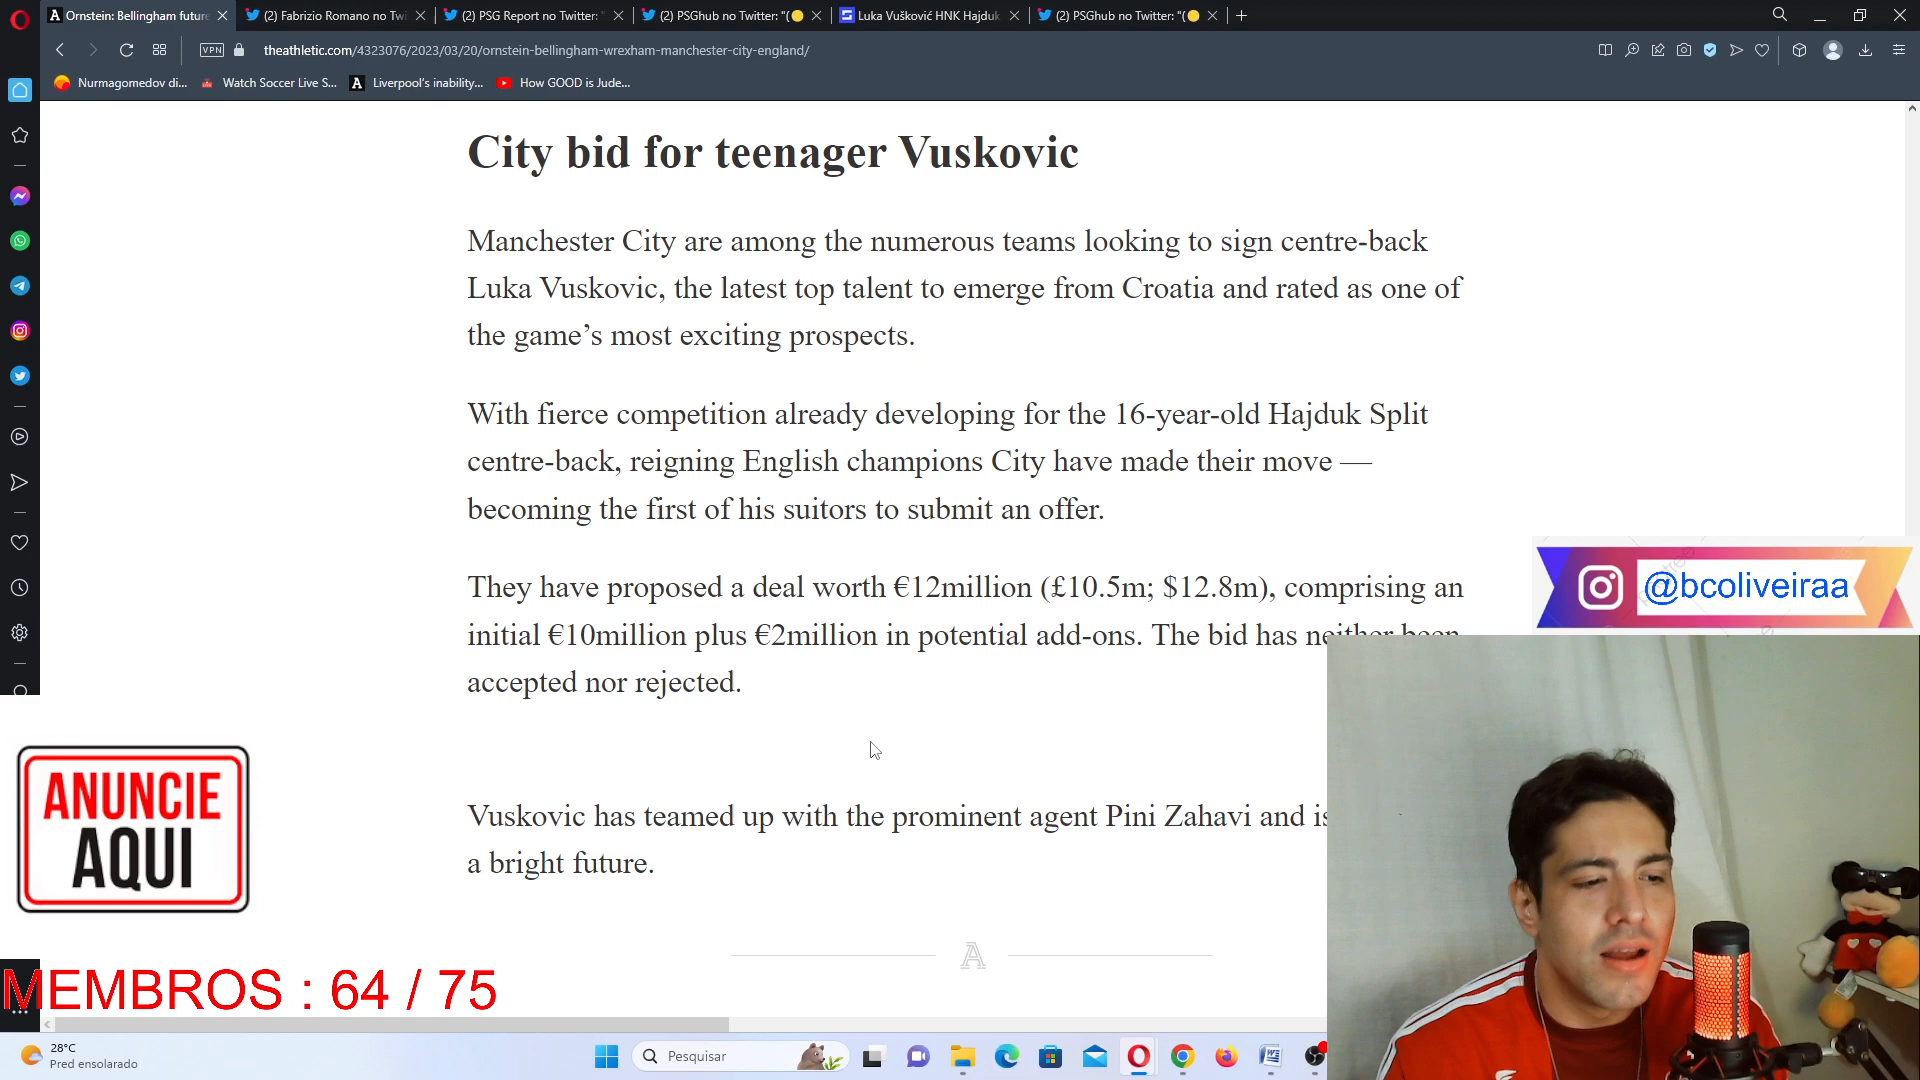 Ornstein: Bellingham future
(2) Fabrizio Romano no Twi
(2) PSG Report no Twitter: "
(2) PSGhub no Twitter: "(
Luka Vušković HNK Hajduk
(2) PSGhub no Twitter: "(
VPN
theathletic.com/4323076/2023/03/20/ornstein-bellingham-wrexham-manchester-city-england/
Nurmagomedov di...
Watch Soccer Live S...
Liverpool's inability...
How GOOD is Jude...
City bid for teenager Vuskovic
Manchester City are among the numerous teams looking to sign centre-back
Luka Vuskovic, the latest top talent to emerge from Croatia and rated as one of
the game's most exciting prospects.
With fierce competition already developing for the 16-year-old Hajduk Split
centre-back, reigning English champions City have made their move —
becoming the first of his suitors to submit an offer.
They have proposed a deal worth €12million (£10.5m; $12.8m), comprising an
initial €10million plus €2million in potential add-ons. The bid has neither been
accepted nor rejected.
Vuskovic has teamed up with the prominent agent Pini Zahavi and is
a bright future.
@bcoliveiraa
ANUNCIE
AQUI
MEMBROS : 64 / 75
28°C
Pred ensolarado
Pesquisar